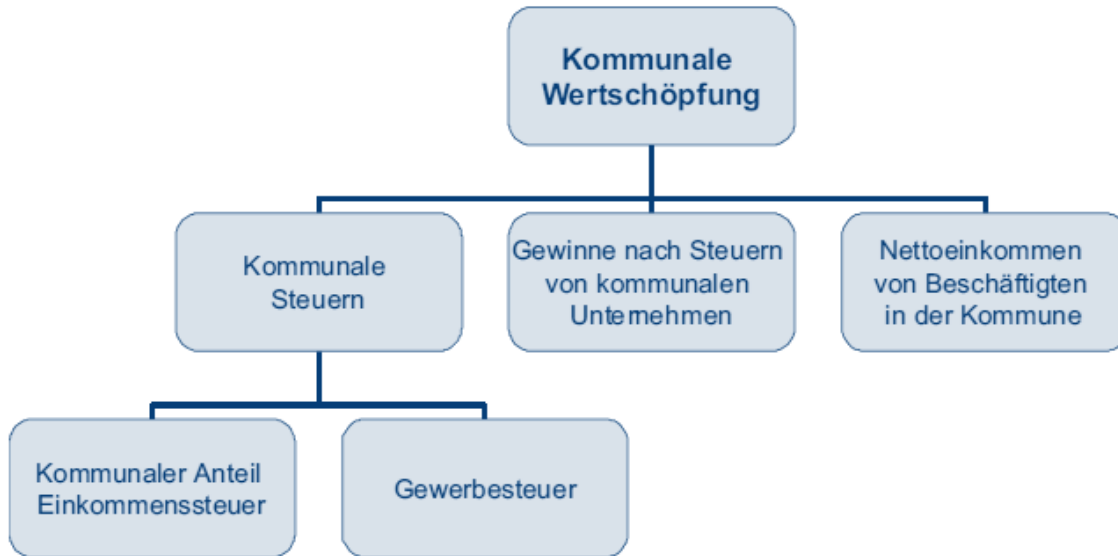 Kommunale
Wertschöpfung
Kommunale
Steuern
Gewinne nach Steuern
von kommunalen
Unternehmen
Nettoeinkommen
von Beschäftigten
in der Kommune
Kommunaler Anteil
Einkommenssteuer
Gewerbesteuer